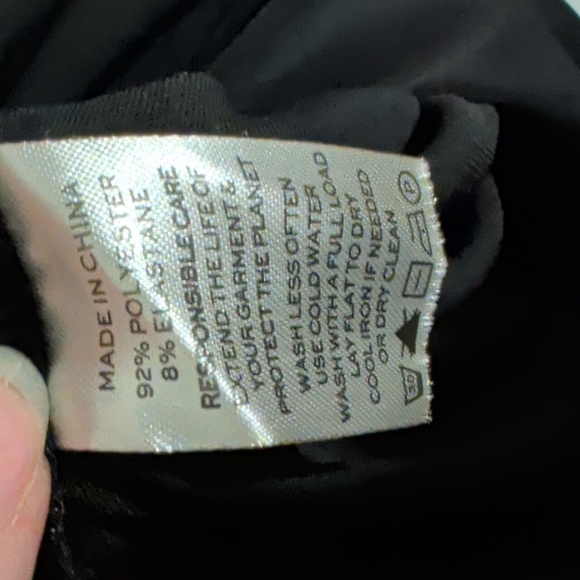 MADE IN CHINA
92% POLYESTER
8% ELASTANE
RESPONSIBLE CARE
EXTEND THE LIFE OF
YOUR GARMENT &
PROTECT THE PLANET
WASH LESS OFTEN
USE COLD WATER
WASH WITH A FULL LOAD
LAY FLAT TO DRY
COOL IRON IF NEEDED
OR DRY CLEAN
30 P